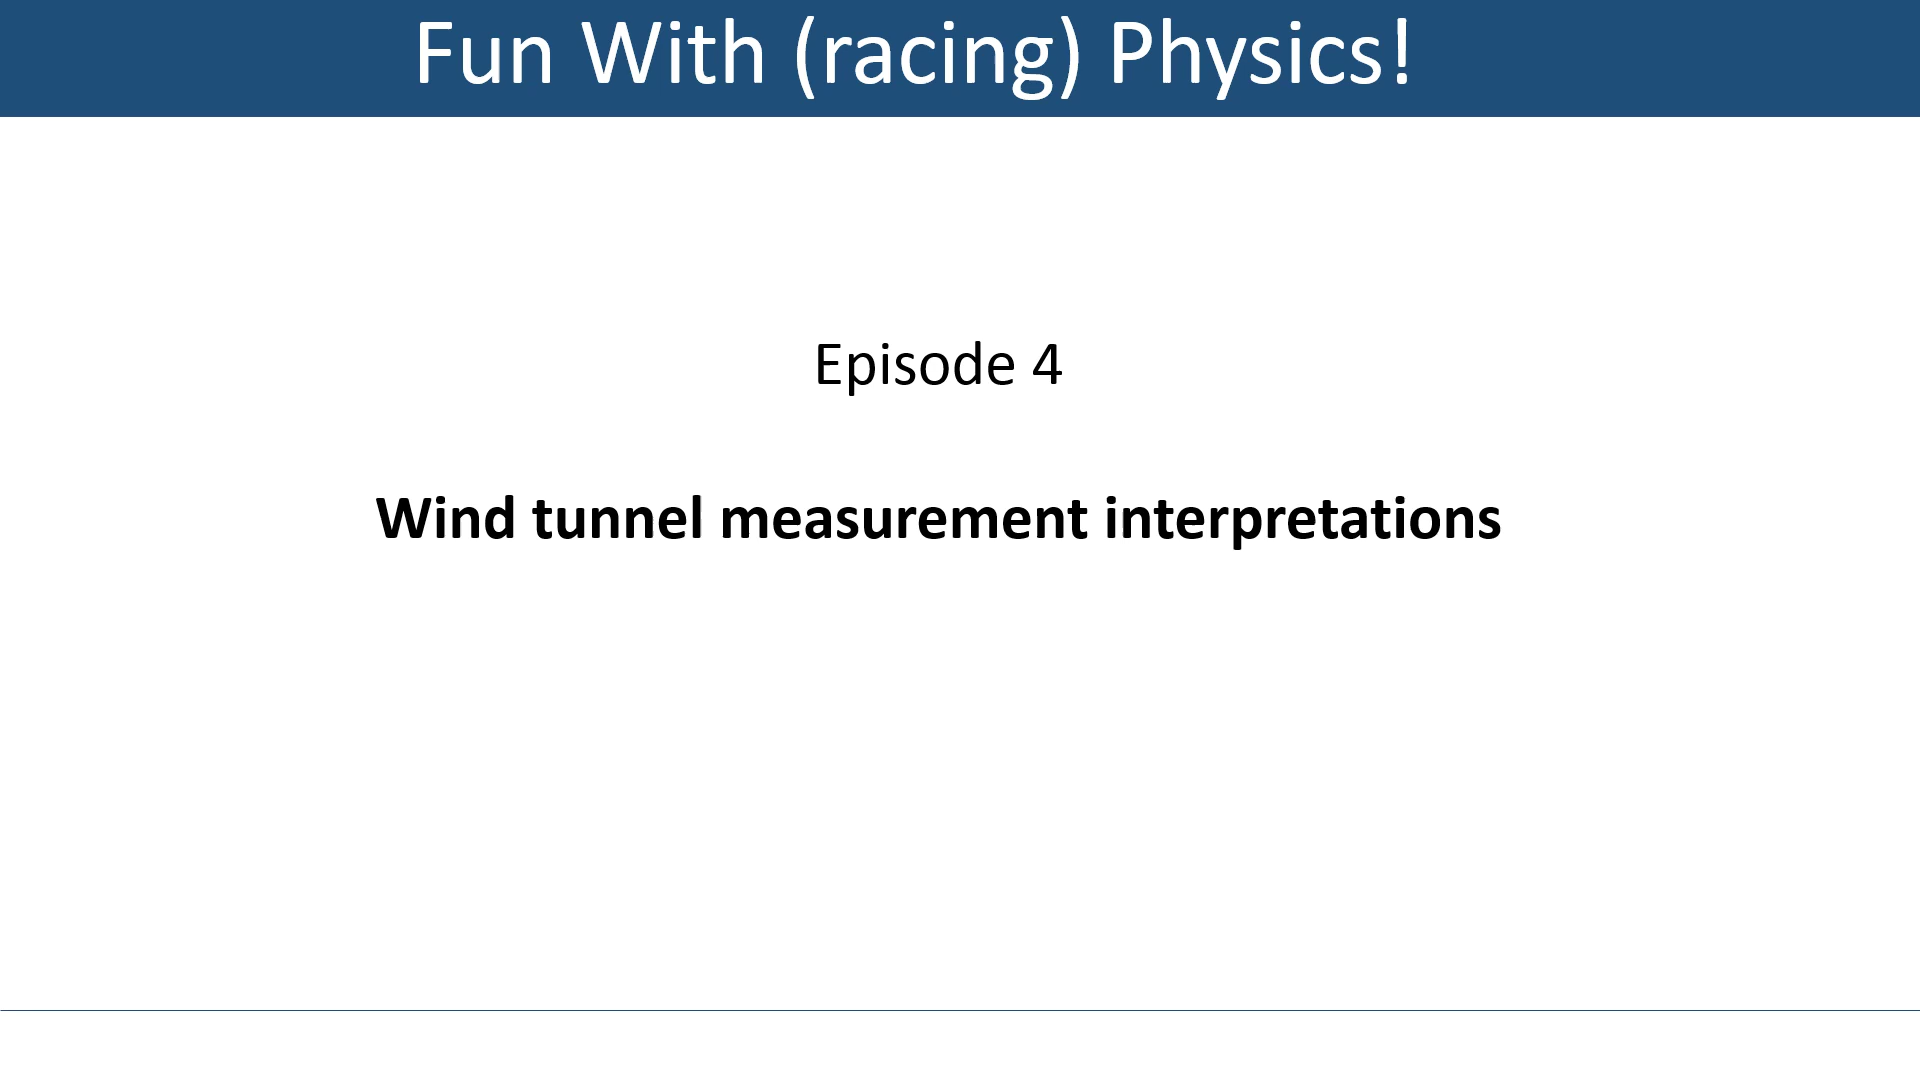 Fun With (racing) Physics!
Episode 4
Wind tunnel measurement interpretations